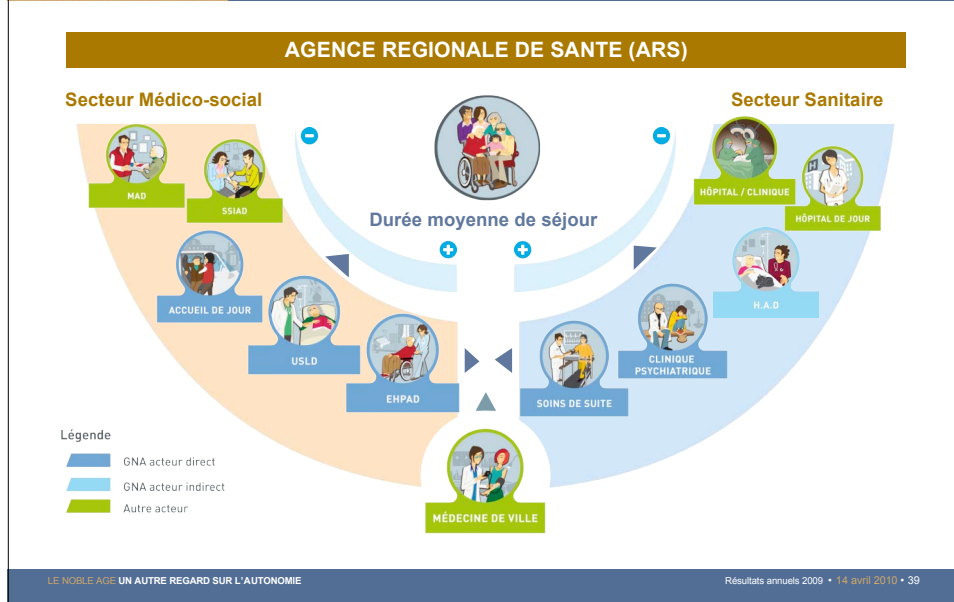 AGENCE REGIONALE DE SANTE (ARS)
Secteur Médico-social
Secteur Sanitaire
MAD
SSIAD
HÔPITAL / CLINIQUE
HÔPITAL DE JOUR
H
Durée moyenne de séjour
ACCUEIL DE JOUR
H.A.D
USLD
CLINIQUE
PSYCHIATRIQUE
EHPAD
SOINS DE SUITE
Légende
GNA acteur direct
GNA acteur indirect
Autre acteur
MÉDECINE DE VILLE
LE NOBLE AGE UN AUTRE REGARD SUR L'AUTONOMIE
Résultats annuels 2009 • 14 avril 2010 • 39